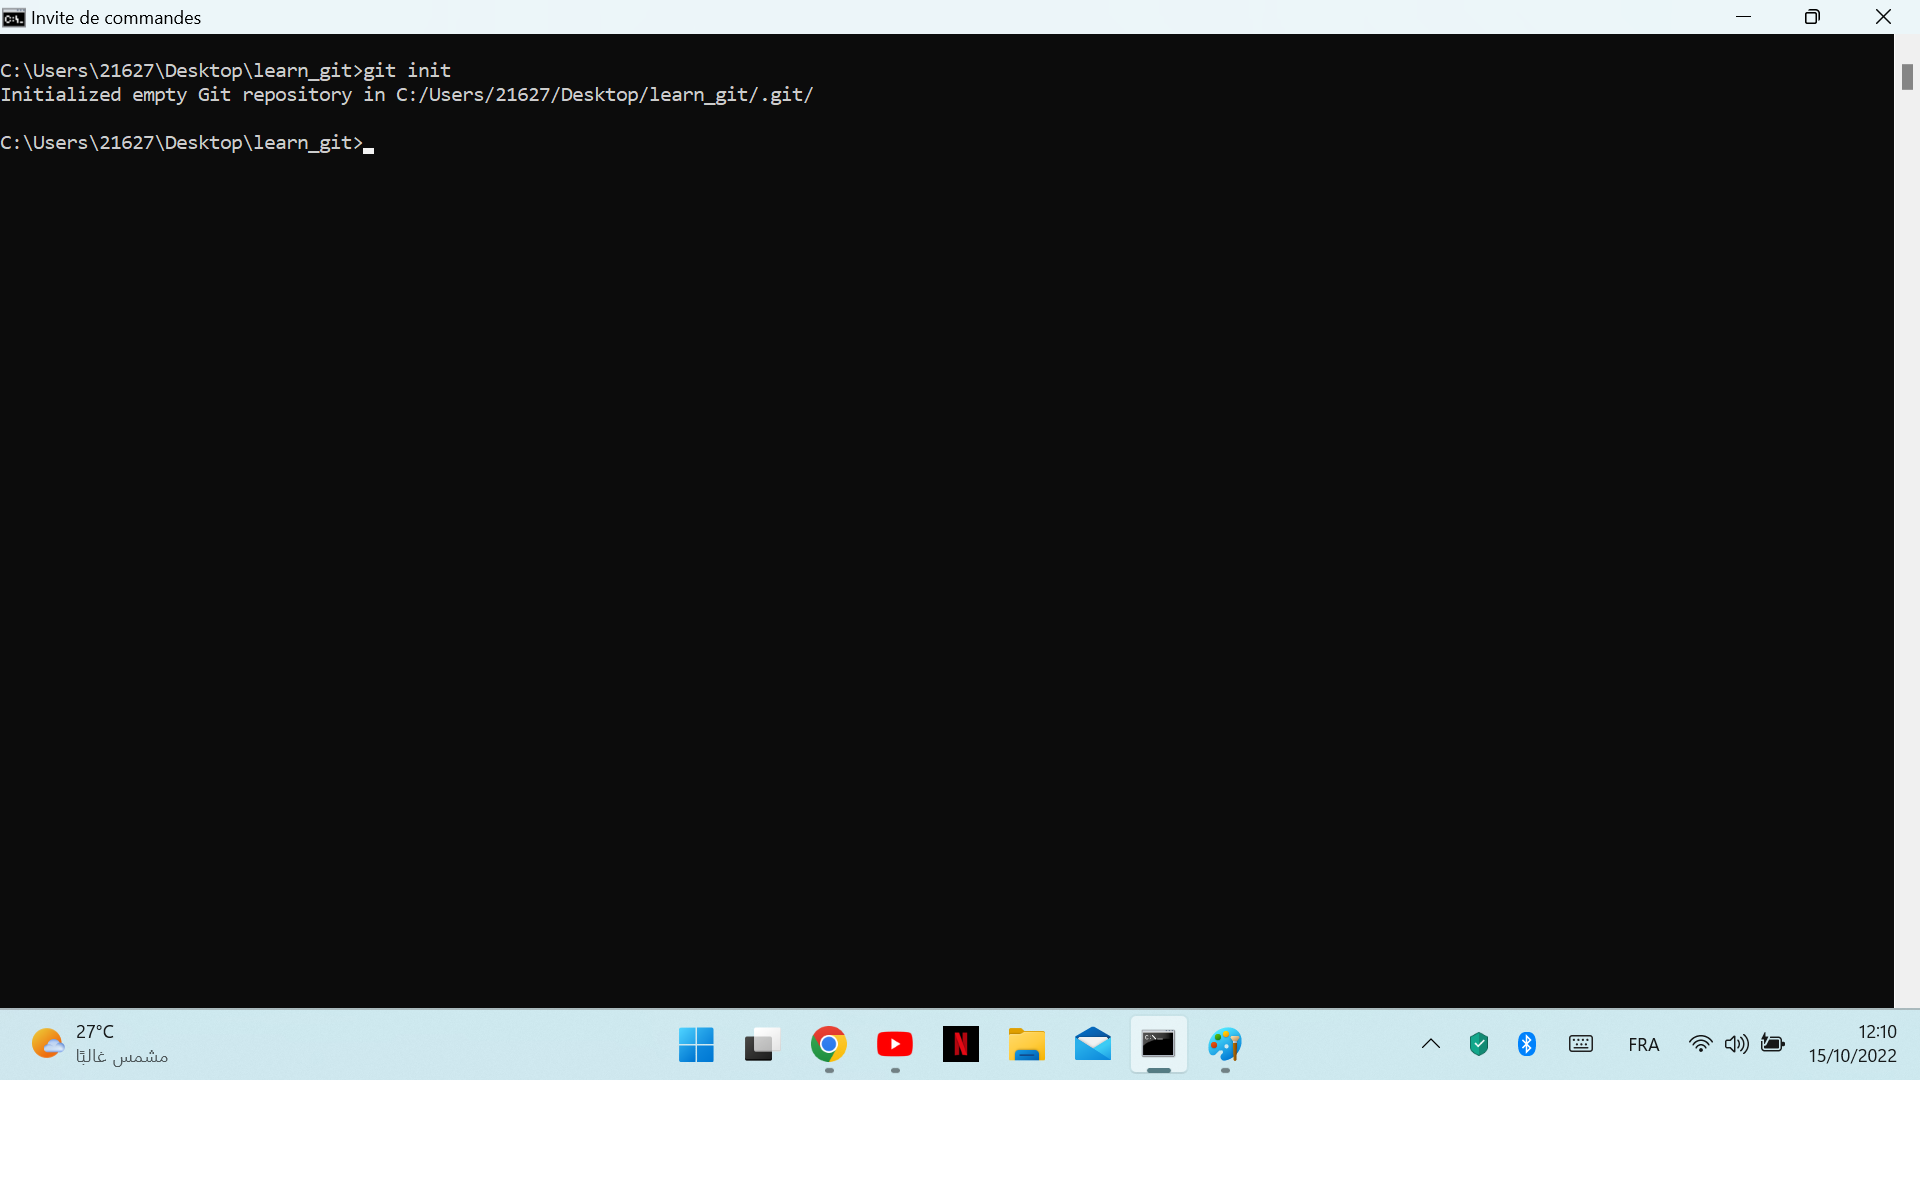 Invite de commandes
C:\Users\21627\Desktop\learn_git>git init
Initialized empty Git repository in C:/Users/21627/Desktop/learn_git/.git/
C:\Users\21627\Desktop\learn_git>
27°C
مشمس غالبًا
FRA
12:10
15/10/2022